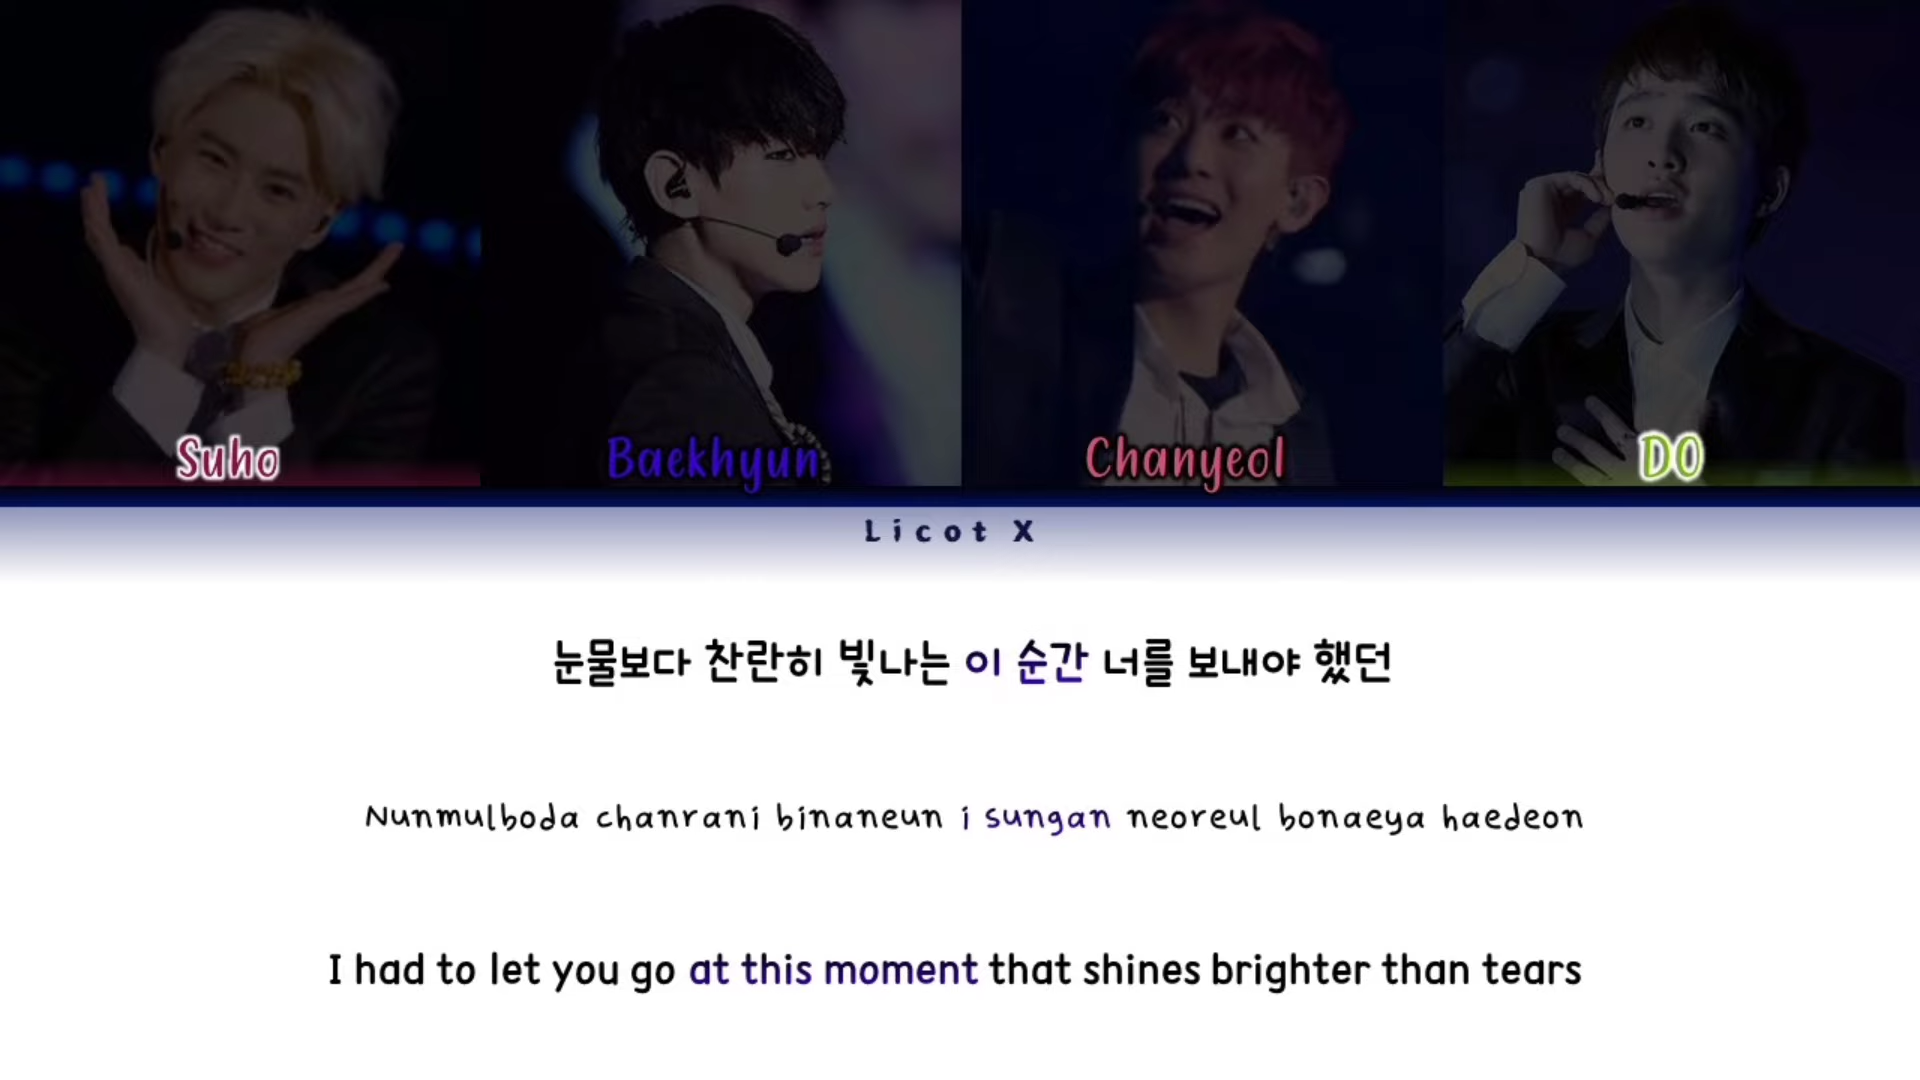 Suho
Baekhyun
Chanyeol
DO
Licot X
눈물보다 찬란히 빛나는 이 순간 너를 보내야 했던
Nunmulboda chanrani binaneun i sungan neoreul bonaeya haedeon
I had to let you go at this moment that shines brighter than tears